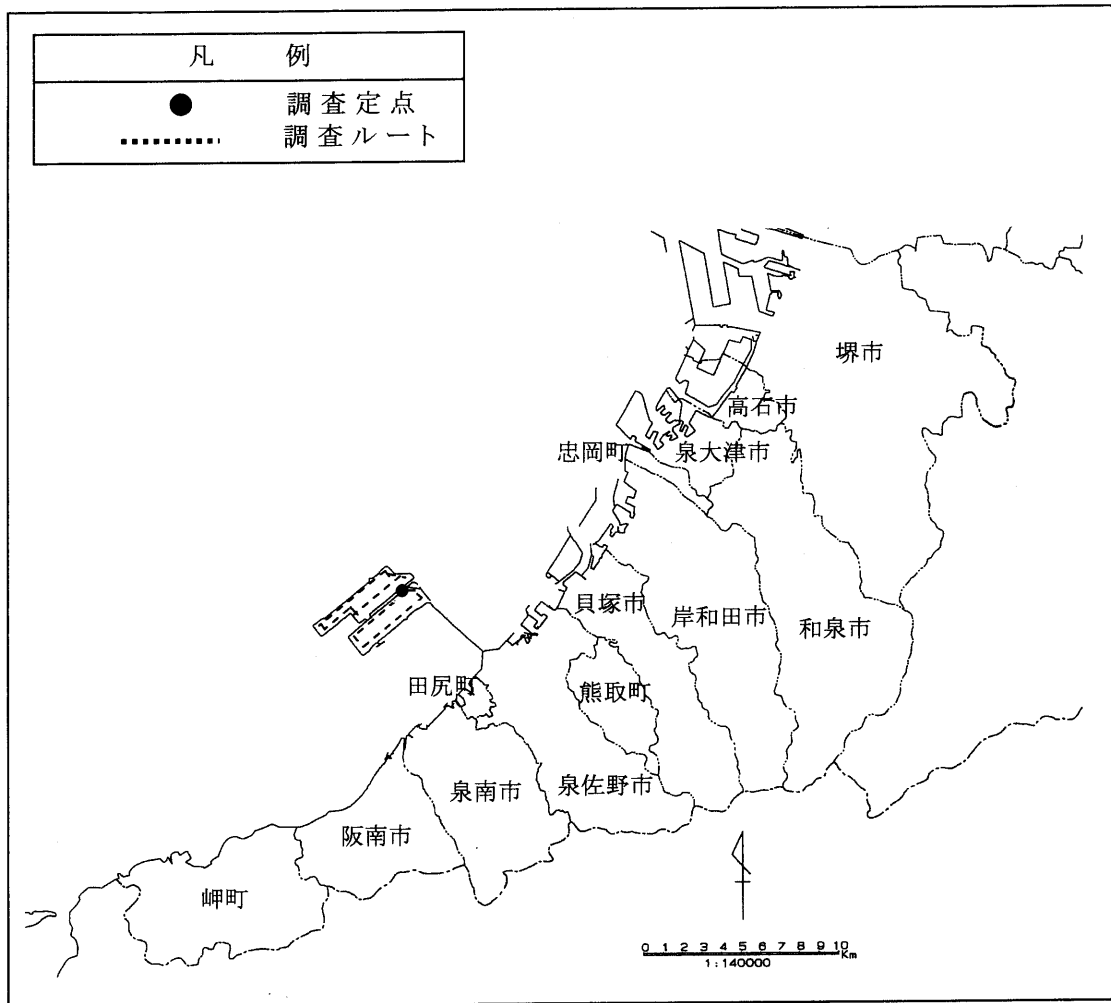 凡 例
調査定点
調査ルート
堺市
高石市
忠岡町
泉大津市
貝塚市
岸和田市
和泉市
熊取町
田尻町
泉南市
泉佐野市
阪南市
岬町
0 1 2 3 4 5 6 7 8 9 10
Km
1:140000